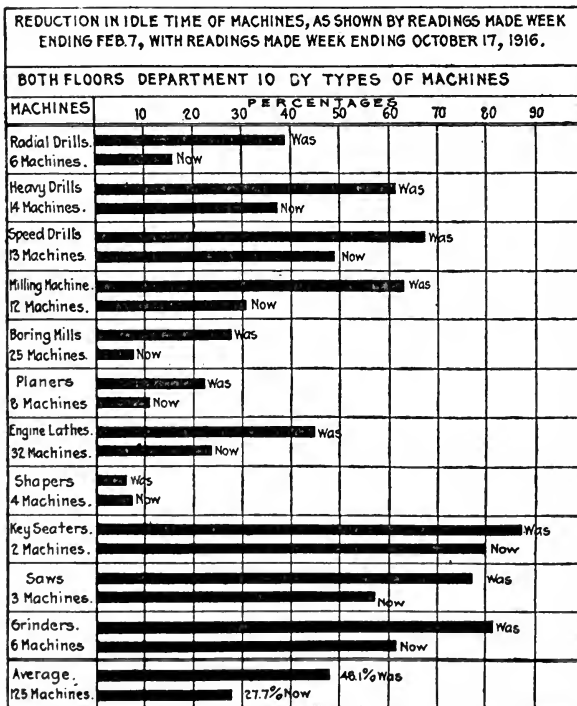 REDUCTION IN IDLE TIME OF MACHINES, AS SHOWN BY READINGS MADE WEEK
ENDING FEB.7, WITH READINGS MADE WEEK ENDING OCTOBER 17, 1916.
BOTH FLOORS DEPARTMENT 10 BY TYPES OF MACHINES
MACHINES PERCENTAGES
10 20 30 40 50 60 70 80 90
Radial Drills. Was
6 Machines. Now
Heavy Drills Was
14 Machines. Now
Speed Drills Was
13 Machines. Now
Milling Machine. Was
12 Machines. Now
Boring Mills Was
25 Machines. Now
Planers Was
8 Machines Now
Engine Lathes. Was
32 Machines. Now
Shapers Was
4 Machines. Now
Key Seaters. Was
2 Machines. Now
Saws Was
3 Machines. Now
Grinders. Was
6 Machines Now
Average. 48.1% Was
125 Machines. 27.7% Now